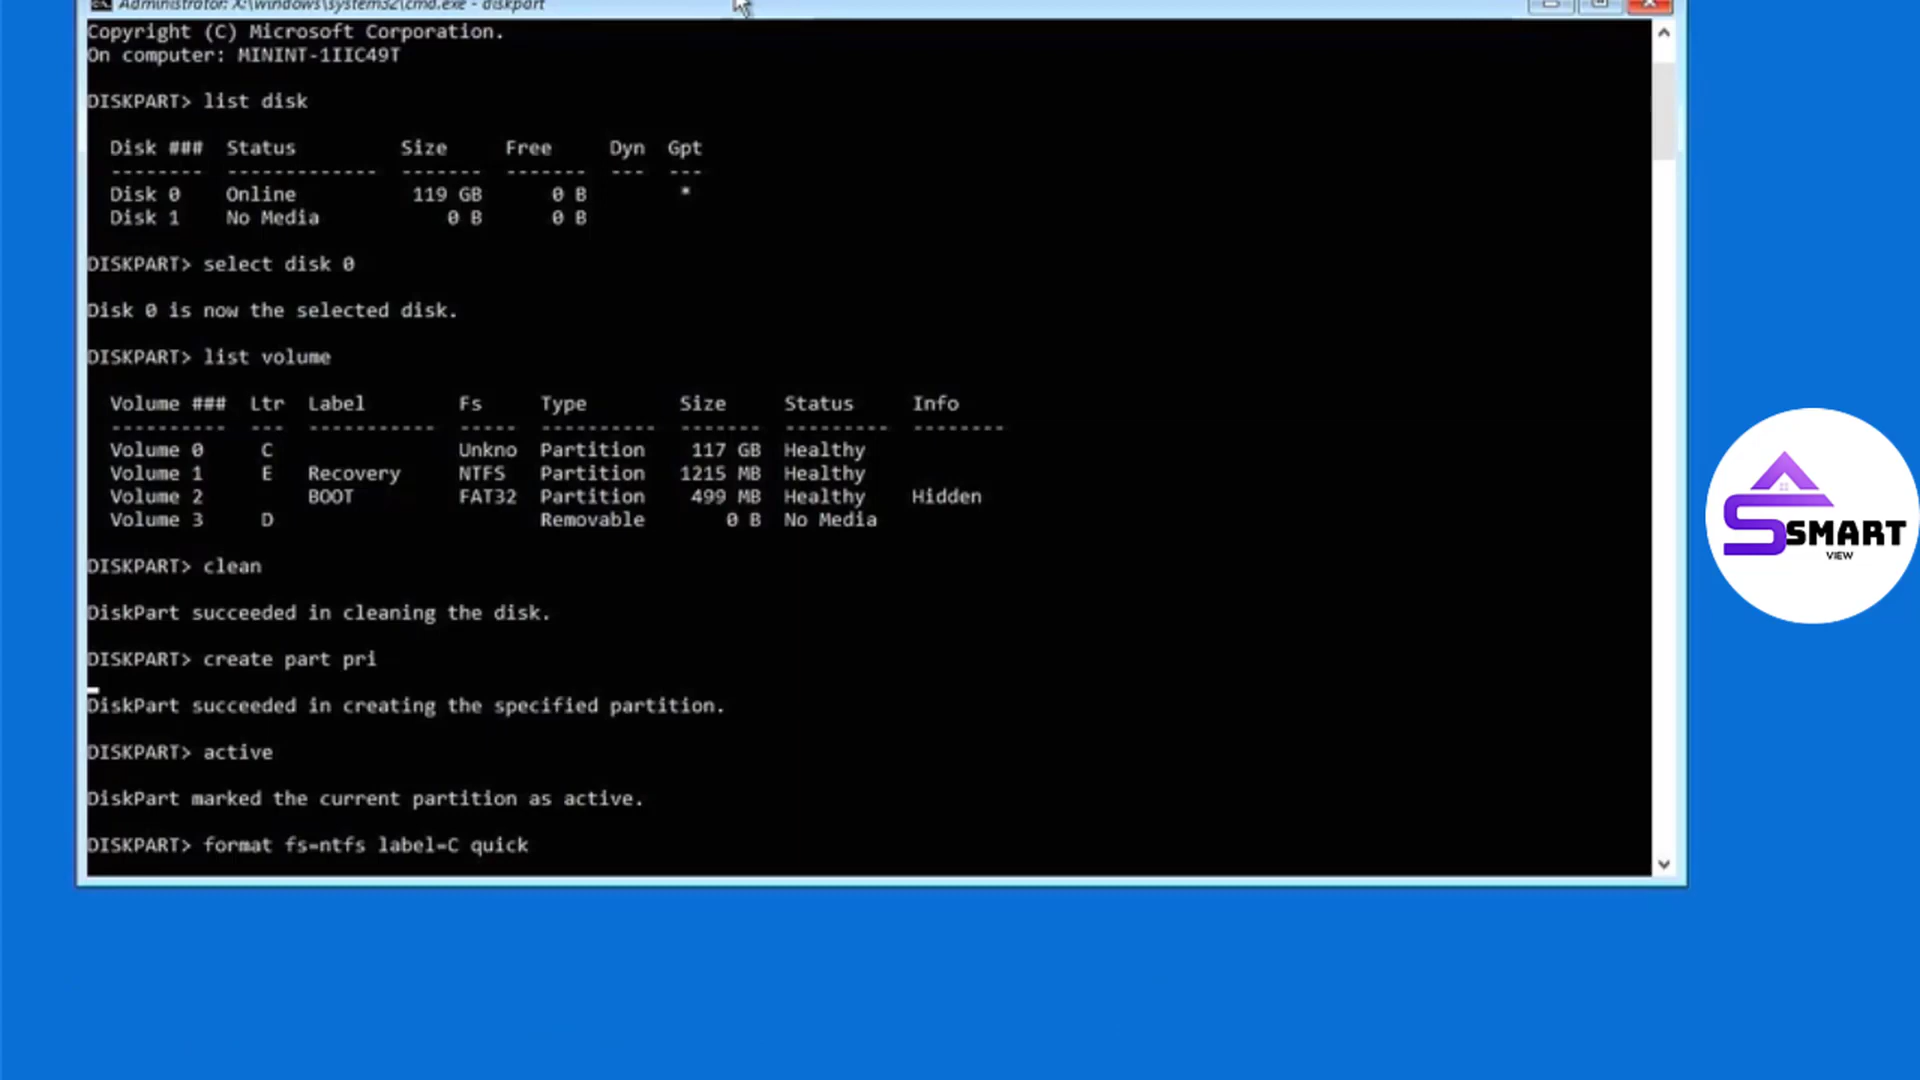 Administrator: X:\windows\system32\cmd.exe - diskpart
Copyright (C) Microsoft Corporation.
On computer: MININT-1IIC49T
DISKPART> list disk
Disk ### Status Size Free Dyn Gpt
-------- ------------- ------- ------- --- ---
Disk 0 Online 119 GB 0 B *
Disk 1 No Media 0 B 0 B
DISKPART> select disk 0
Disk 0 is now the selected disk.
DISKPART> list volume
Volume ### Ltr Label Fs Type Size Status Info
---------- --- ----------- ----- ---------- ------- --------- --------
Volume 0 C Unkno Partition 117 GB Healthy
Volume 1 E Recovery NTFS Partition 1215 MB Healthy
Volume 2 BOOT FAT32 Partition 499 MB Healthy Hidden
Volume 3 D Removable 0 B No Media
DISKPART> clean
DiskPart succeeded in cleaning the disk.
DISKPART> create part pri
DiskPart succeeded in creating the specified partition.
DISKPART> active
DiskPart marked the current partition as active.
DISKPART> format fs=ntfs label=C quick
SMART
VIEW